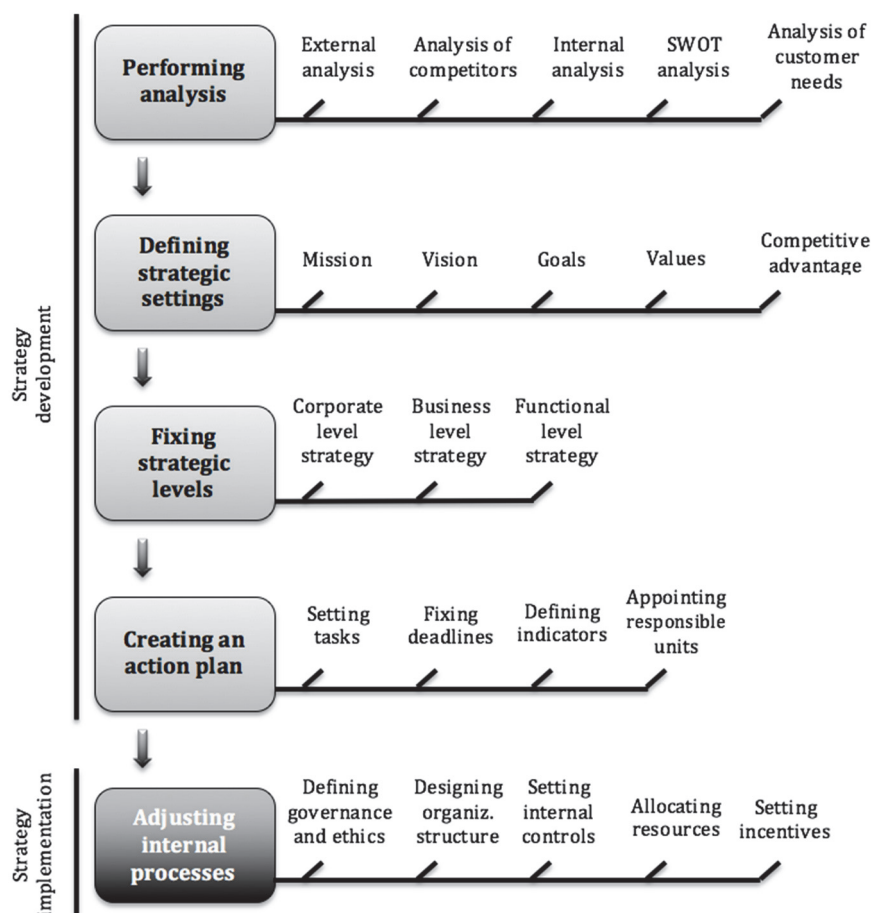 Strategy
development
Performing
analysis
External
analysis
Analysis of
competitors
Internal
analysis
SWOT
analysis
Analysis of
customer
needs
Defining
strategic
settings
Mission
Vision
Goals
Values
Competitive
advantage
Fixing
strategic
levels
Corporate
level
strategy
Business
level
strategy
Functional
level
strategy
Creating an
action plan
Setting
tasks
Fixing
deadlines
Defining
indicators
Appointing
responsible
units
Strategy
implementation
Adjusting
internal
processes
Defining
governance
and ethics
Designing
organiz.
structure
Setting
internal
controls
Allocating
resources
Setting
incentives